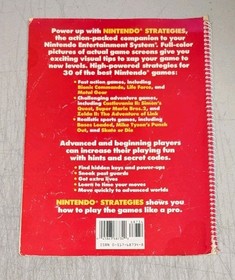 Power up with NINTENDO® STRATEGIES,
the action-packed companion to your
Nintendo Entertainment System®. Full-color
pictures of actual game screens give you
exciting visual tips to zap your game to
new levels. High-powered strategies for
30 of the best Nintendo games:
• Fast action games, including
Bionic Commando, Life Force, and
Metal Gear
• Challenging adventure games,
including Castlevania II: Simon's
Quest, Super Mario Bros. 2, and
Zelda II: The Adventure of Link
• Realistic sports games, including
Bases Loaded, Mike Tyson's Punch
Out, and Skate or Die
Advanced and beginning players
can increase their playing fun
with hints and secret codes.
• Find hidden keys and power-ups
• Sneak past guards
• Get extra lives
• Learn to time your moves
• Move quickly to advanced worlds
NINTENDO STRATEGIES shows you
how to play the games like a pro.